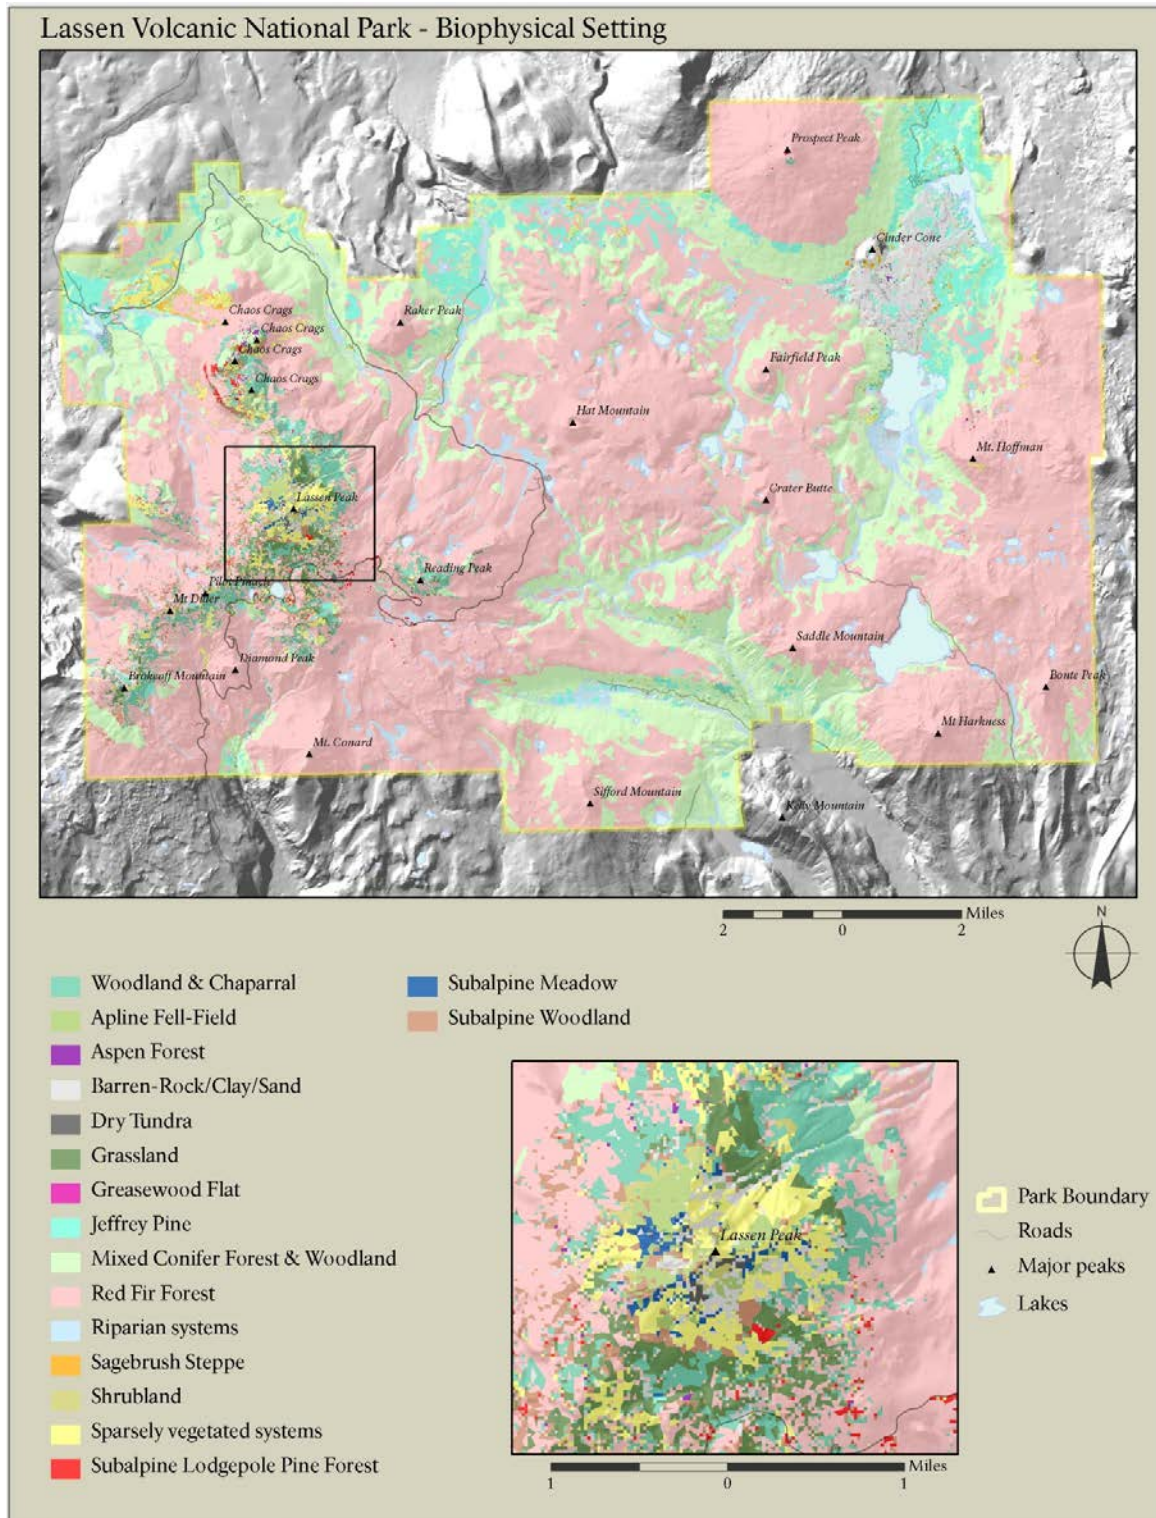 Lassen Volcanic National Park - Biophysical Setting
Prospect Peak
Cinder Cone
Chaos Crags
Chaos Crags
Chaos Crags
Chaos Crags
Raker Peak
Fairfield Peak
Hat Mountain
Mt. Hoffman
Crater Butte
Lassen Peak
Reading Peak
Pilot Pinacle
Mt Diller
Saddle Mountain
Diamond Peak
Brokeoff Mountain
Bonte Peak
Mt Harkness
Mt. Conard
Sifford Mountain
Kelly Mountain
Miles
2 0 2
N
Woodland & Chaparral
Apline Fell-Field
Aspen Forest
Barren-Rock/Clay/Sand
Dry Tundra
Grassland
Greasewood Flat
Jeffrey Pine
Mixed Conifer Forest & Woodland
Red Fir Forest
Riparian systems
Sagebrush Steppe
Shrubland
Sparsely vegetated systems
Subalpine Lodgepole Pine Forest
Subalpine Meadow
Subalpine Woodland
Lassen Peak
Miles
1 0 1
Park Boundary
Roads
Major peaks
Lakes